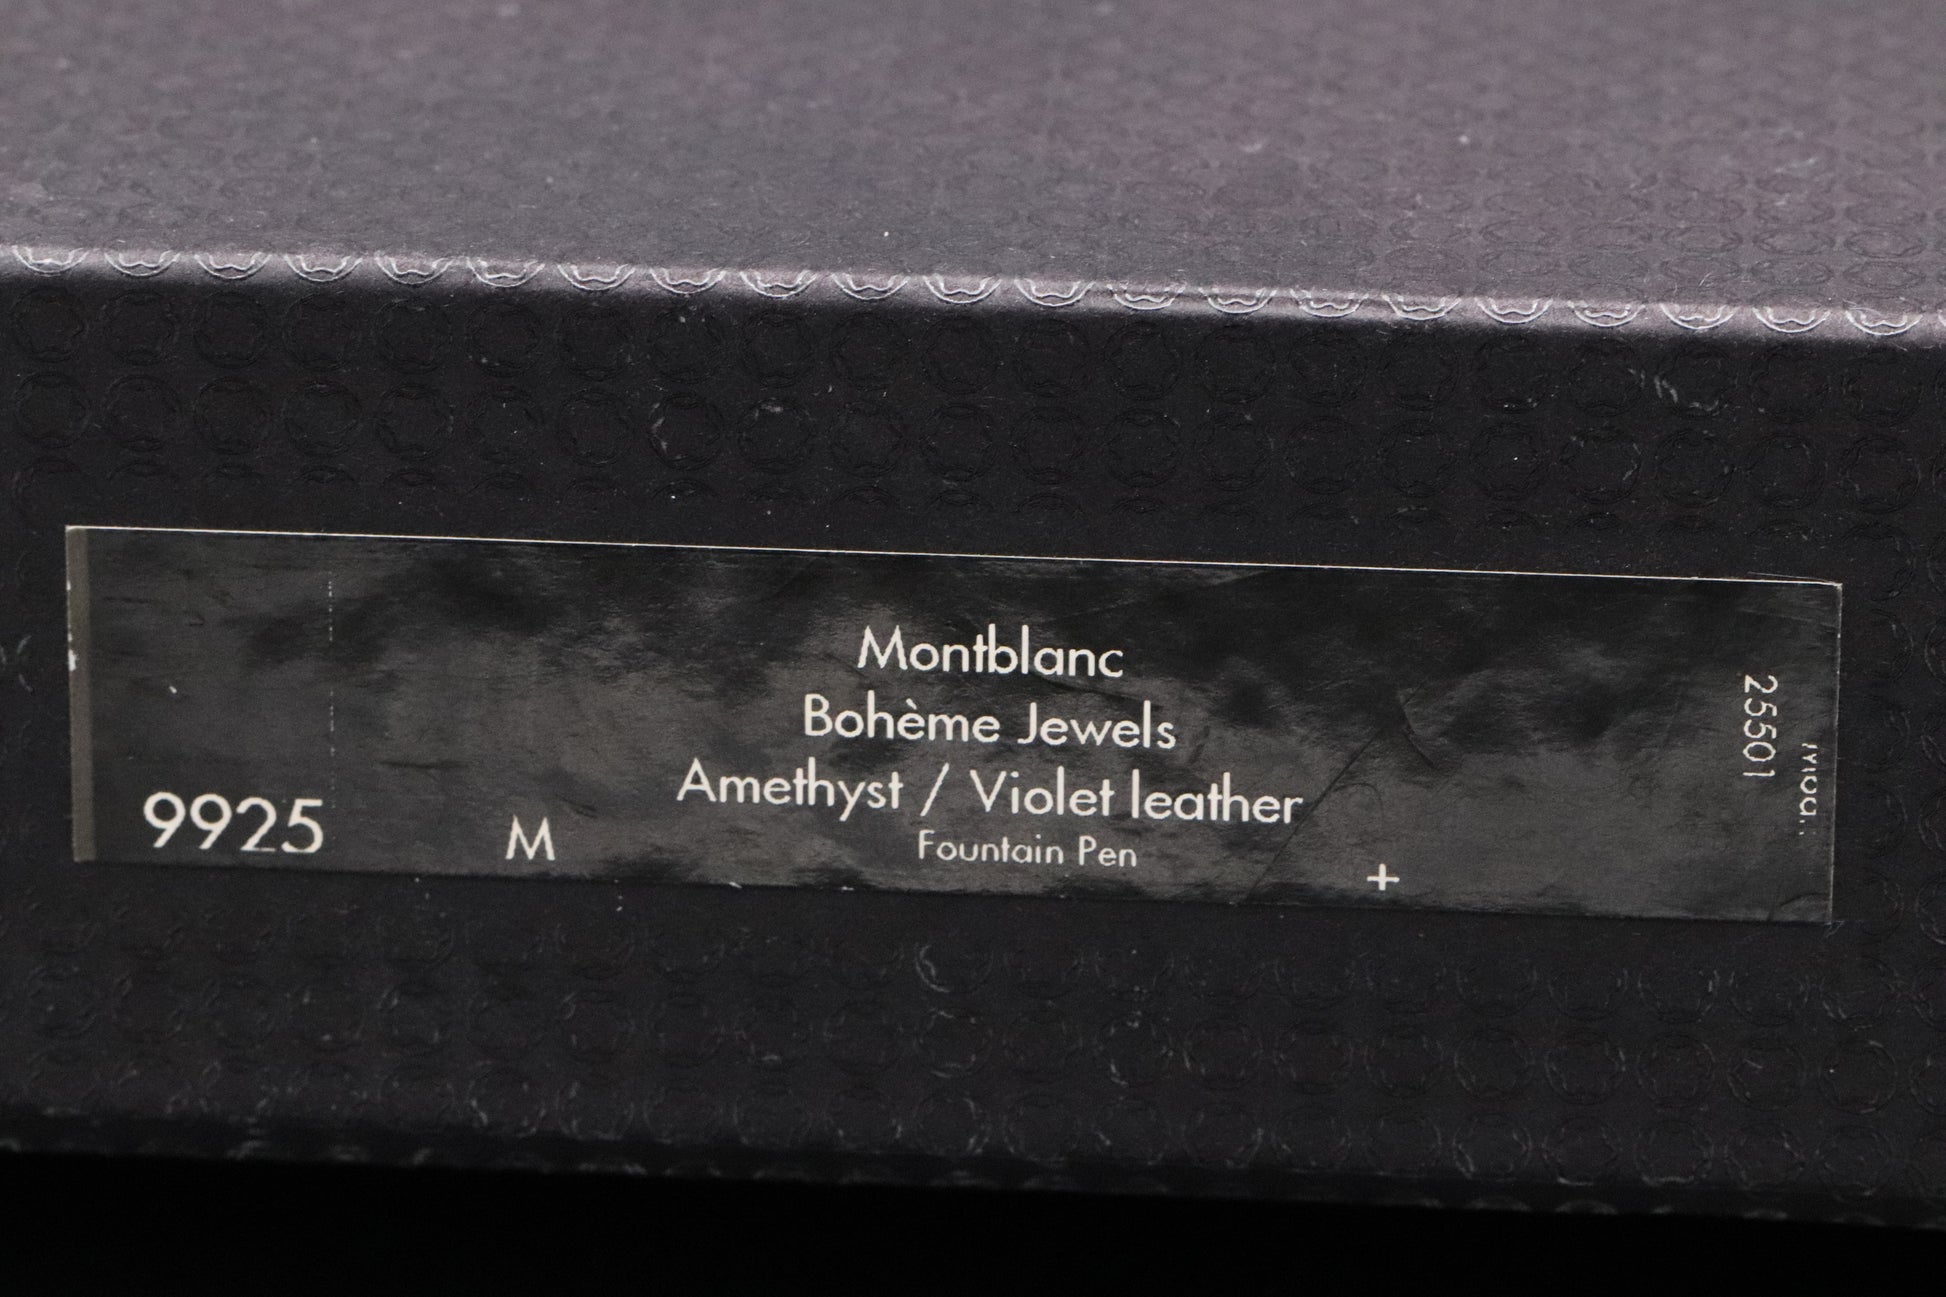 Montblanc
Bohème Jewels
Amethyst / Violet leather
Fountain Pen
9925
M
+
25501